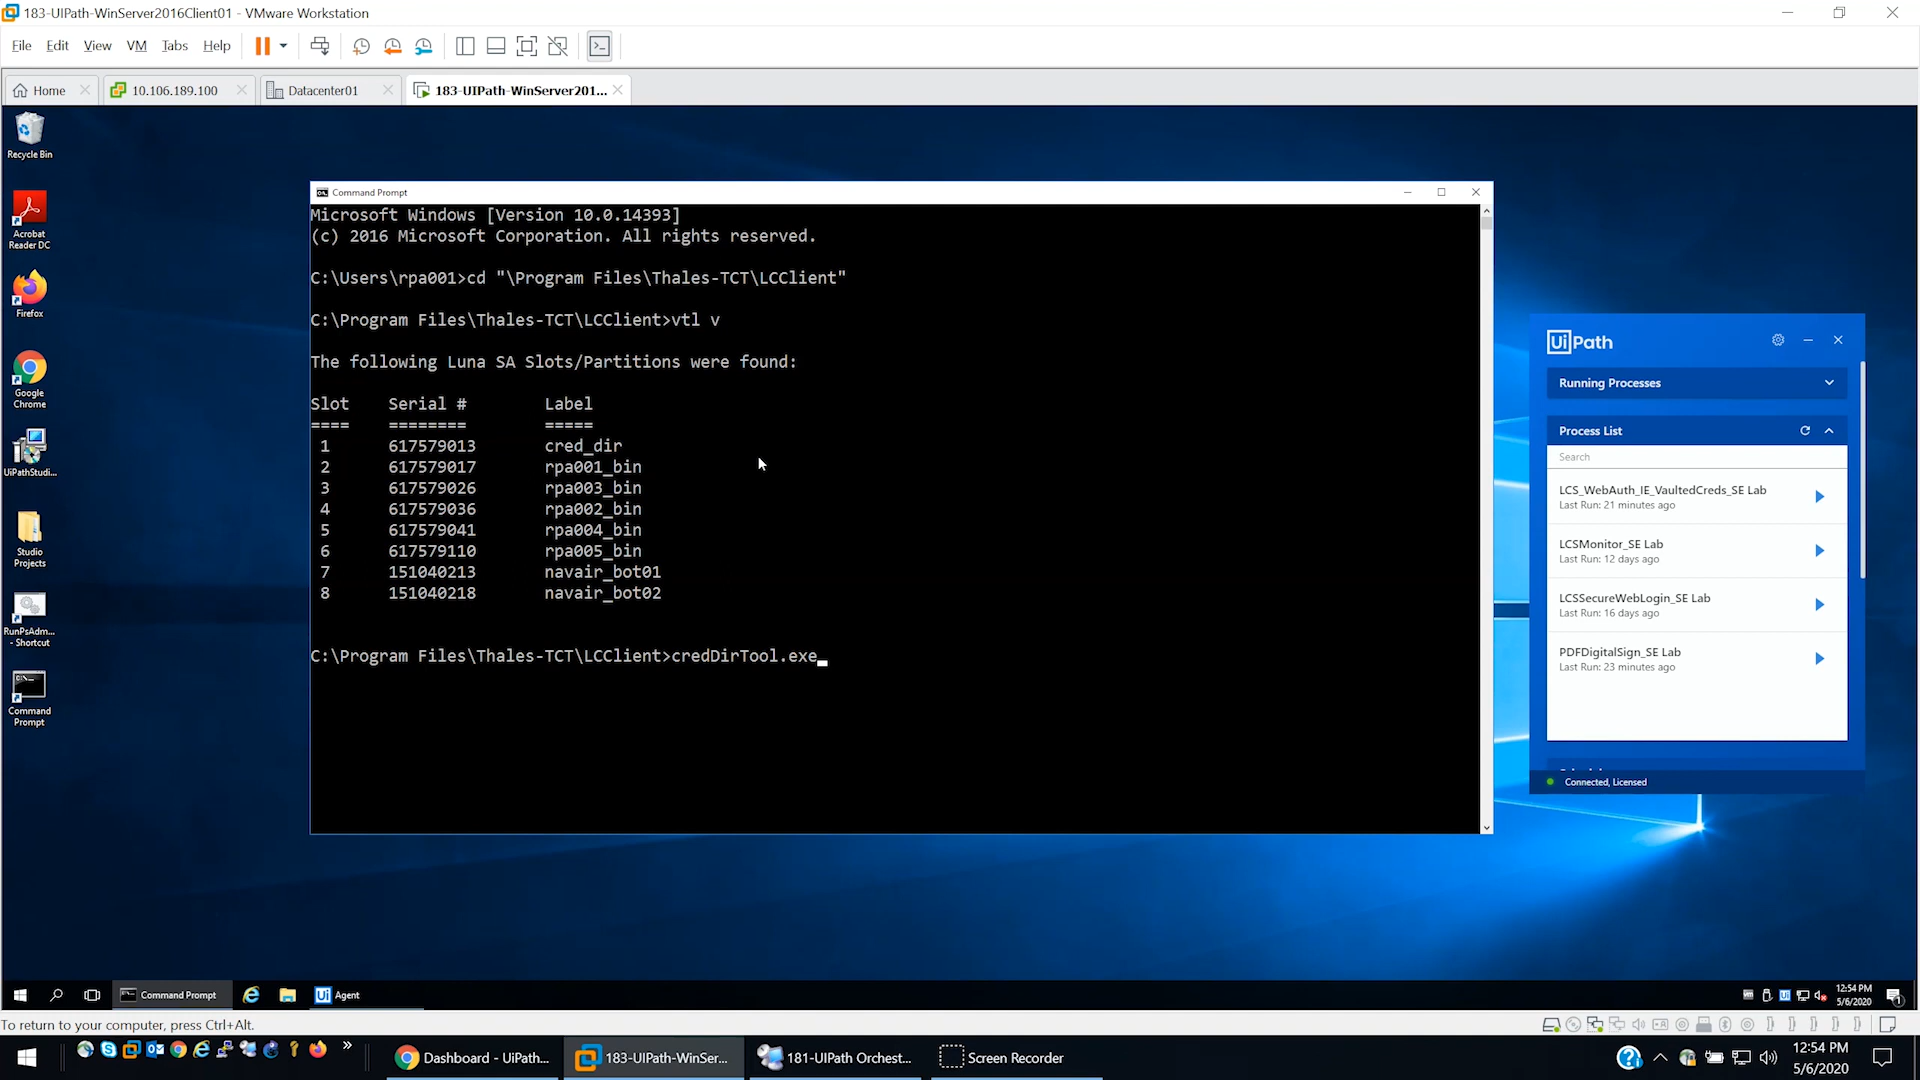 183-UIPath-WinServer2016Client01 - VMware Workstation
File Edit View VM Tabs Help
Home
10.106.189.100
Datacenter01
183-UIPath-WinServer201...
Recycle Bin
Acrobat
Reader DC
Firefox
Google
Chrome
UiPathStudi...
Studio
Projects
RunPsAdm...
- Shortcut
Command
Prompt
Command Prompt
Microsoft Windows [Version 10.0.14393]
(c) 2016 Microsoft Corporation. All rights reserved.
C:\Users\rpa001>cd "\Program Files\Thales-TCT\LCClient"
C:\Program Files\Thales-TCT\LCClient>vtl v
The following Luna SA Slots/Partitions were found:
Slot Serial # Label
==== ======== =====
1 617579013 cred_dir
2 617579017 rpa001_bin
3 617579026 rpa003_bin
4 617579036 rpa002_bin
5 617579041 rpa004_bin
6 617579110 rpa005_bin
7 151040213 navair_bot01
8 151040218 navair_bot02
C:\Program Files\Thales-TCT\LCClient>credDirTool.exe_
UiPath
Running Processes
Process List
Search
LCS_WebAuth_IE_VaultedCreds_SE Lab
Last Run: 21 minutes ago
LCSMonitor_SE Lab
Last Run: 12 days ago
LCSSecureWebLogin_SE Lab
Last Run: 16 days ago
PDFDigitalSign_SE Lab
Last Run: 23 minutes ago
Connected, Licensed
Command Prompt
Ui Agent
12:54 PM
5/6/2020
To return to your computer, press Ctrl+Alt.
Dashboard - UiPath...
183-UIPath-WinSer...
181-UIPath Orchest...
Screen Recorder
12:54 PM
5/6/2020